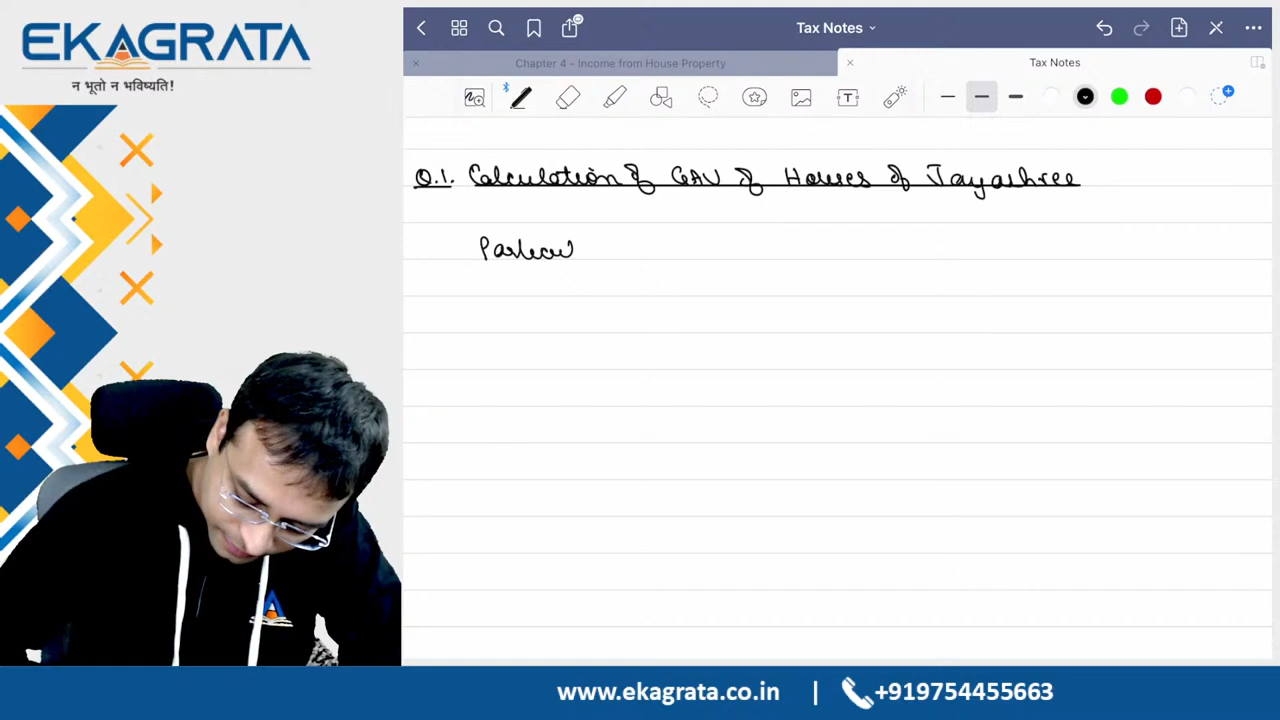 EKAGRATA
न भूतो न भविष्यति!
Tax Notes
Chapter 4 - Income from House Property
Tax Notes
Q.1. Calculation of GAV of Houses of Jayashree
Particul
www.ekagrata.co.in | +919754455663